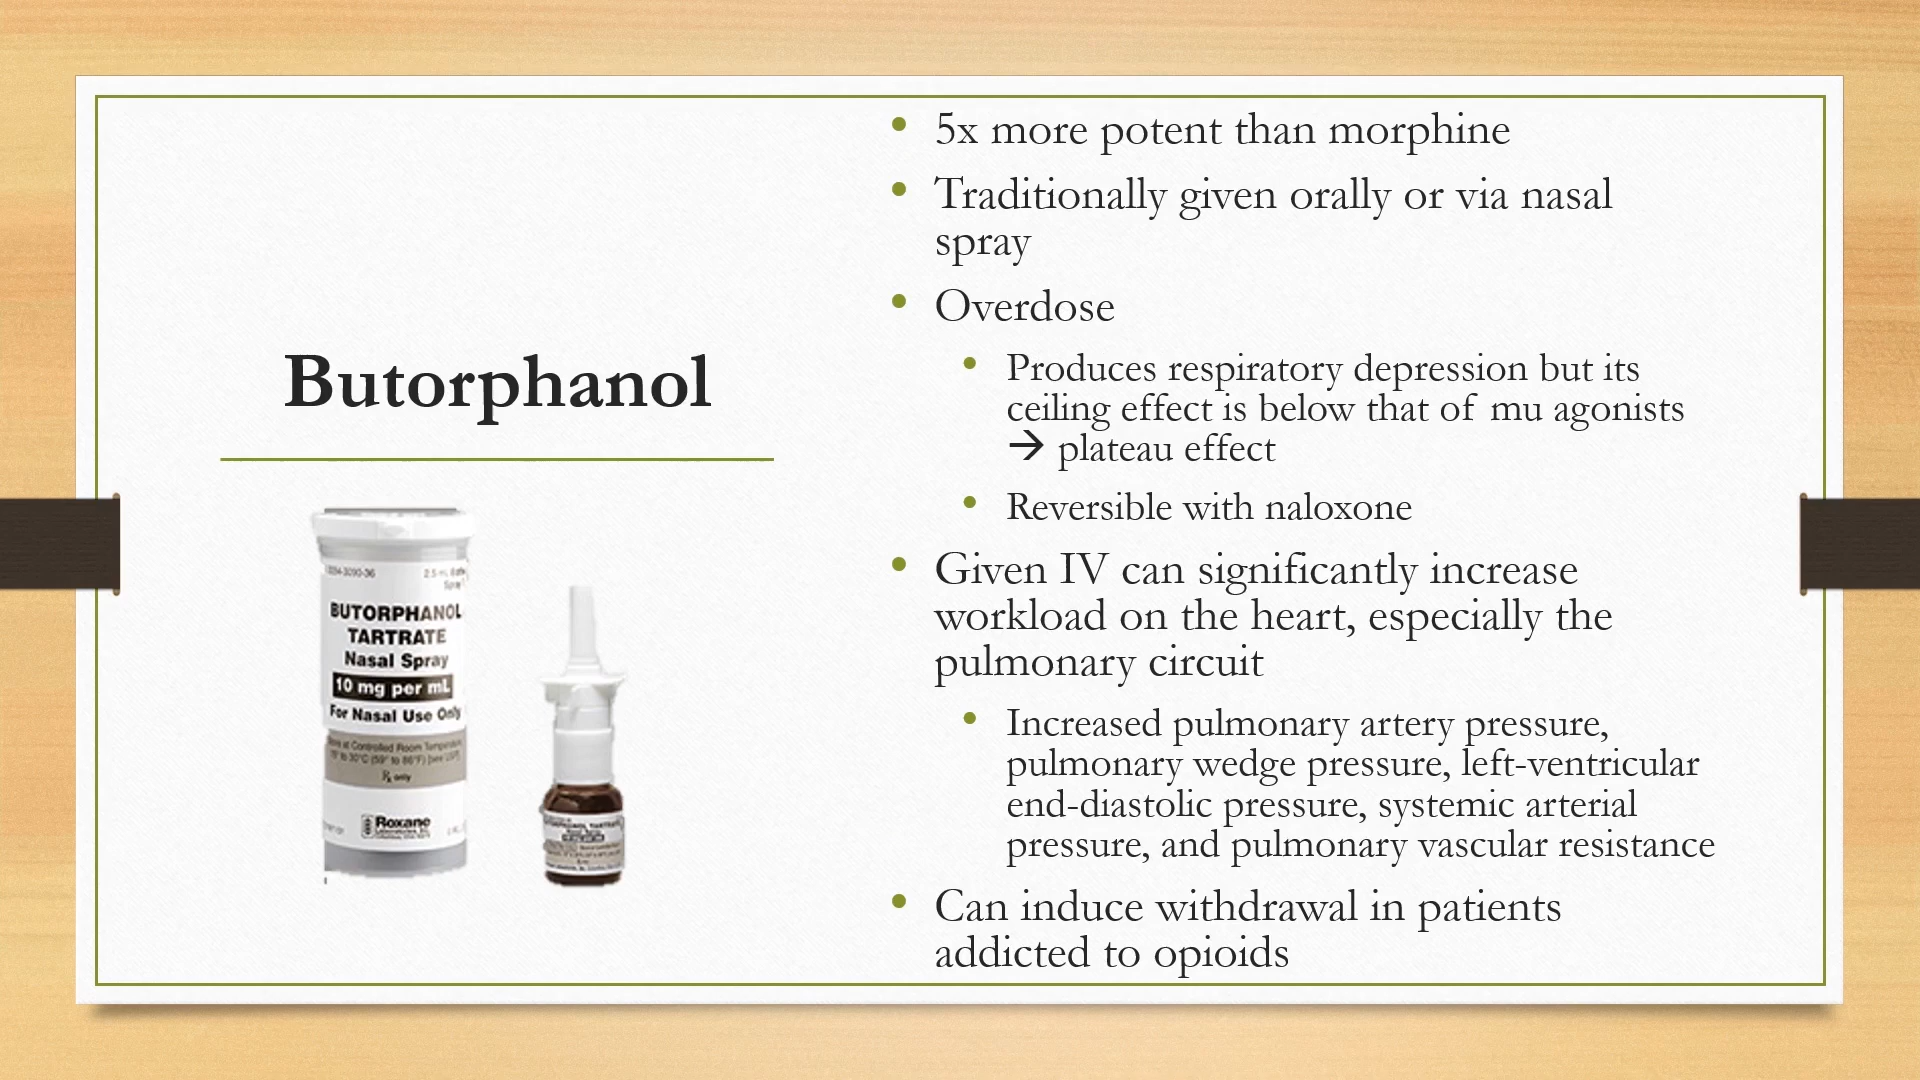 Butorphanol
BUTORPHANOL
TARTRATE
Nasal Spray
10 mg per mL
For Nasal Use Only
Rx only
Roxane
• 5x more potent than morphine
• Traditionally given orally or via nasal
spray
• Overdose
• Produces respiratory depression but its
ceiling effect is below that of mu agonists
→ plateau effect
• Reversible with naloxone
• Given IV can significantly increase
workload on the heart, especially the
pulmonary circuit
• Increased pulmonary artery pressure,
pulmonary wedge pressure, left-ventricular
end-diastolic pressure, systemic arterial
pressure, and pulmonary vascular resistance
• Can induce withdrawal in patients
addicted to opioids